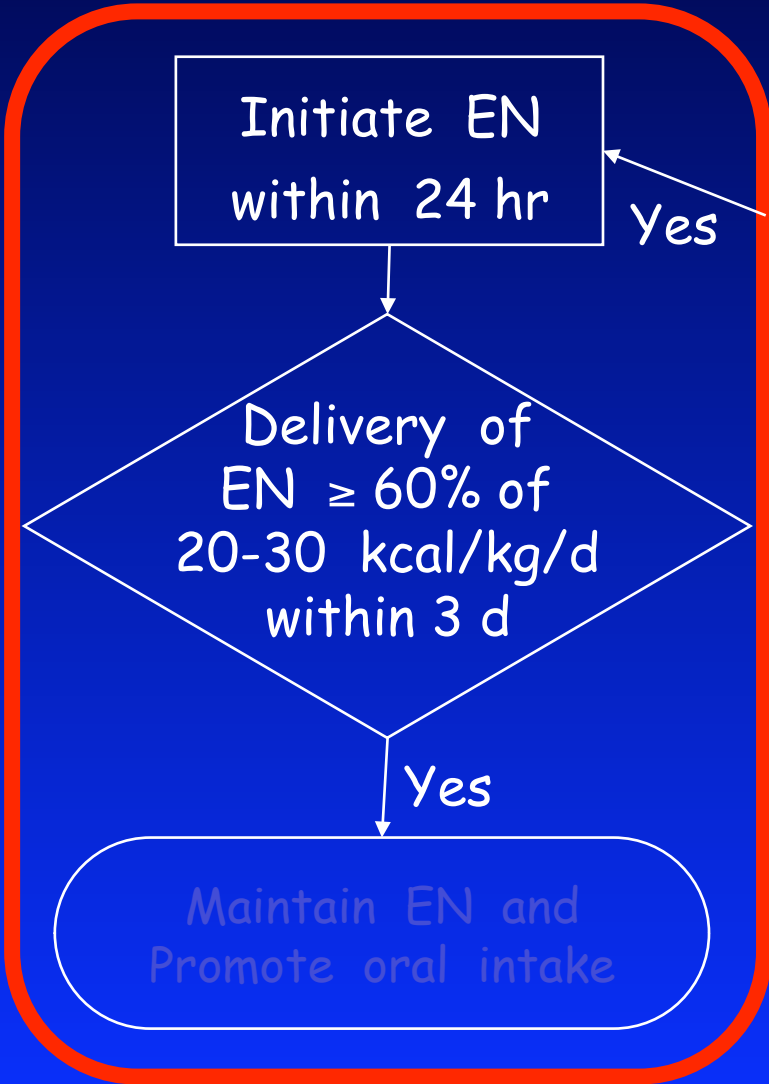 Initiate EN
within 24 hr
Yes
Delivery of
EN ≥ 60% of
20-30 kcal/kg/d
within 3 d
Yes
Maintain EN and
Promote oral intake